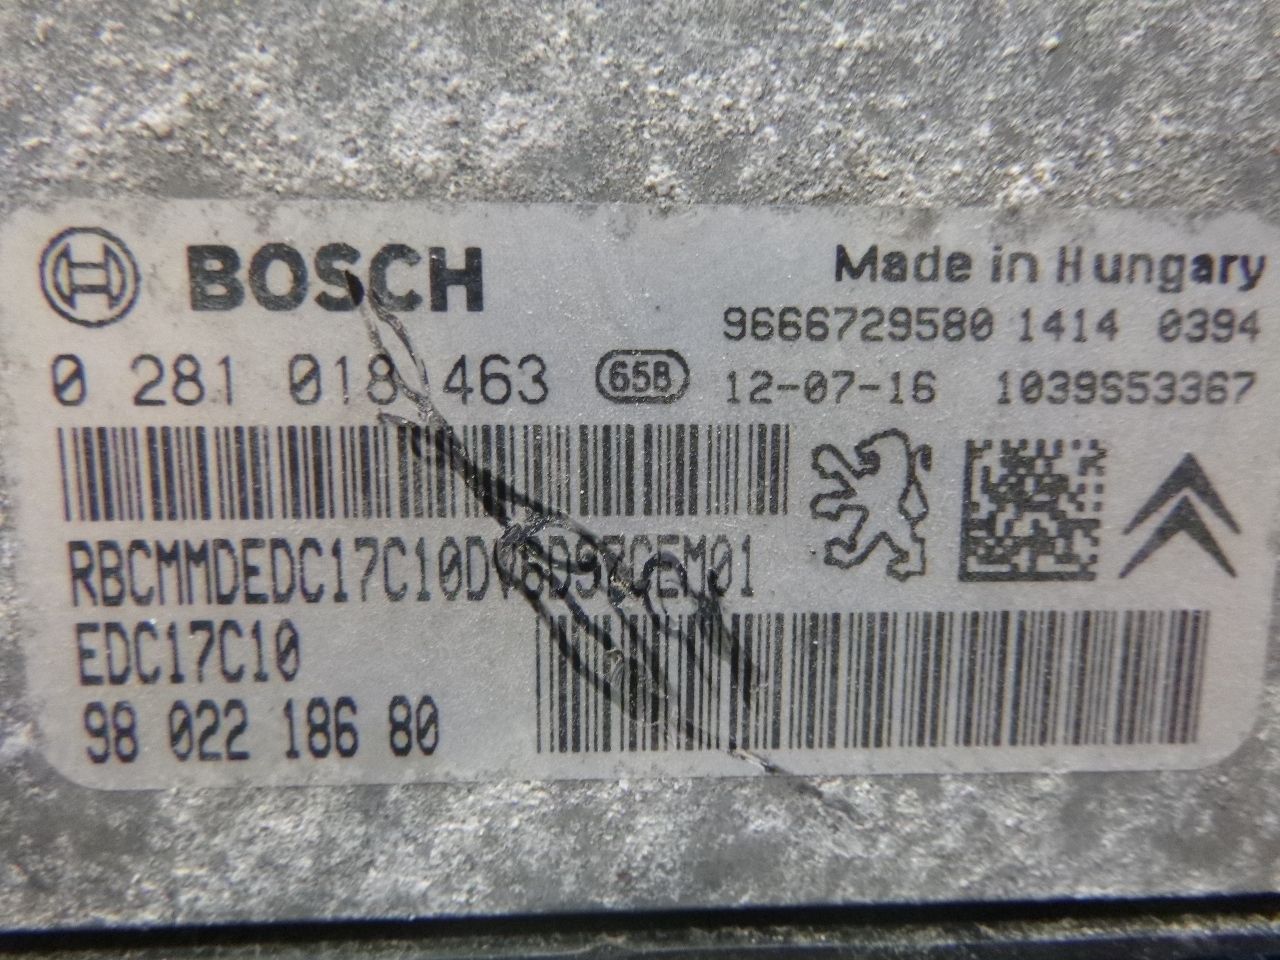 BOSCH
Made in Hungary
9666729580 1414 0394
0 281 018 463 65B 12-07-16 1039S53367
EDC17C10
98 022 186 80